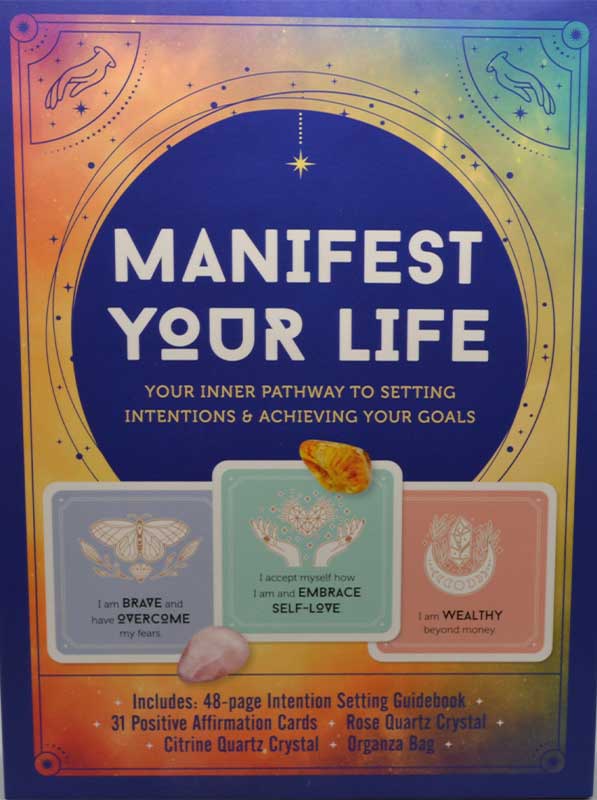 MANIFEST
YOUR LIFE
YOUR INNER PATHWAY TO SETTING
INTENTIONS & ACHIEVING YOUR GOALS
I am BRAVE and
have OVERCOME
my fears.
I accept myself how
I am and EMBRACE
SELF-LOVE
I am WEALTHY
beyond money.
Includes: 48-page Intention Setting Guidebook
31 Positive Affirmation Cards Rose Quartz Crystal
Citrine Quartz Crystal Organza Bag